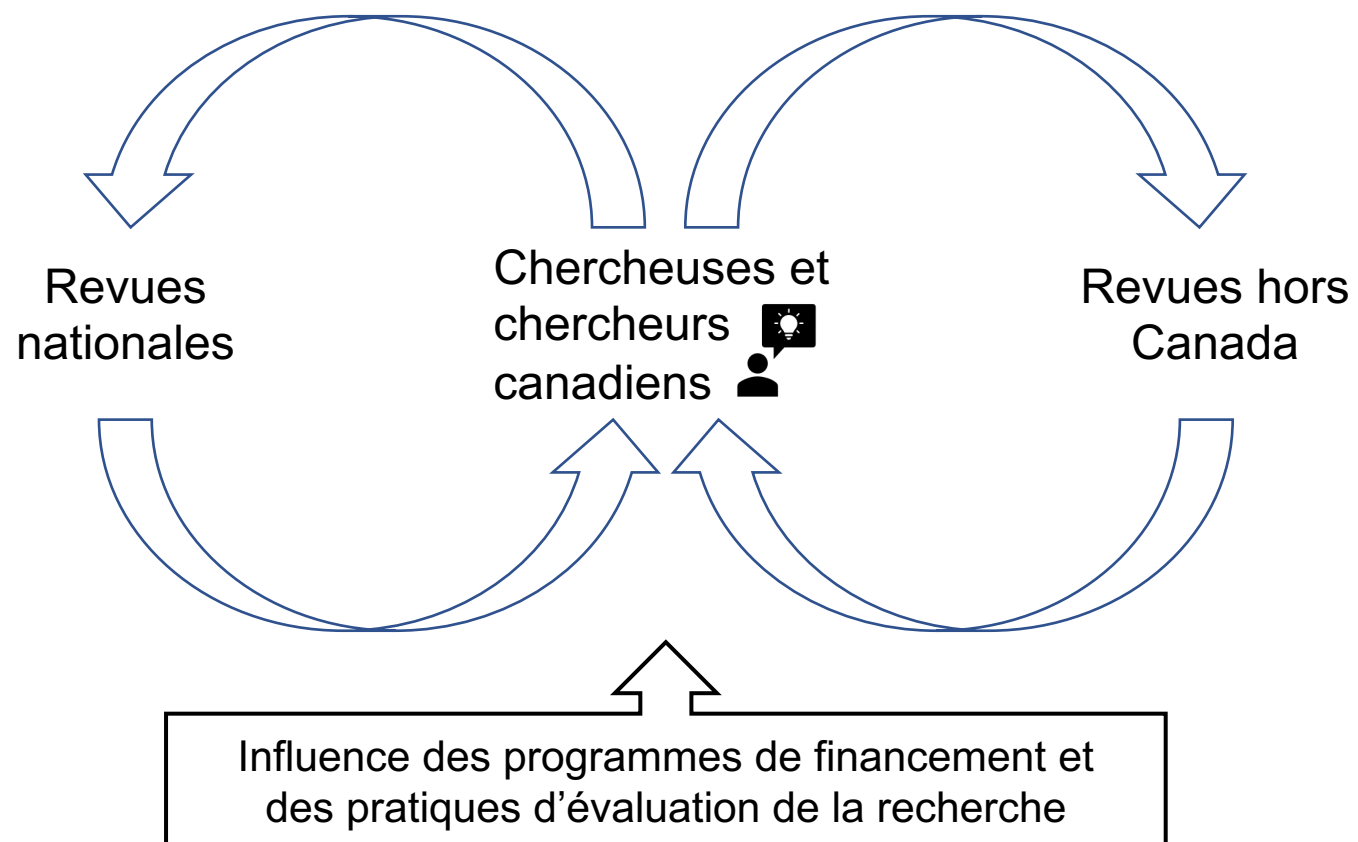 Revues
nationales
Chercheuses et
chercheurs
canadiens
Revues hors
Canada
Influence des programmes de financement et
des pratiques d’évaluation de la recherche